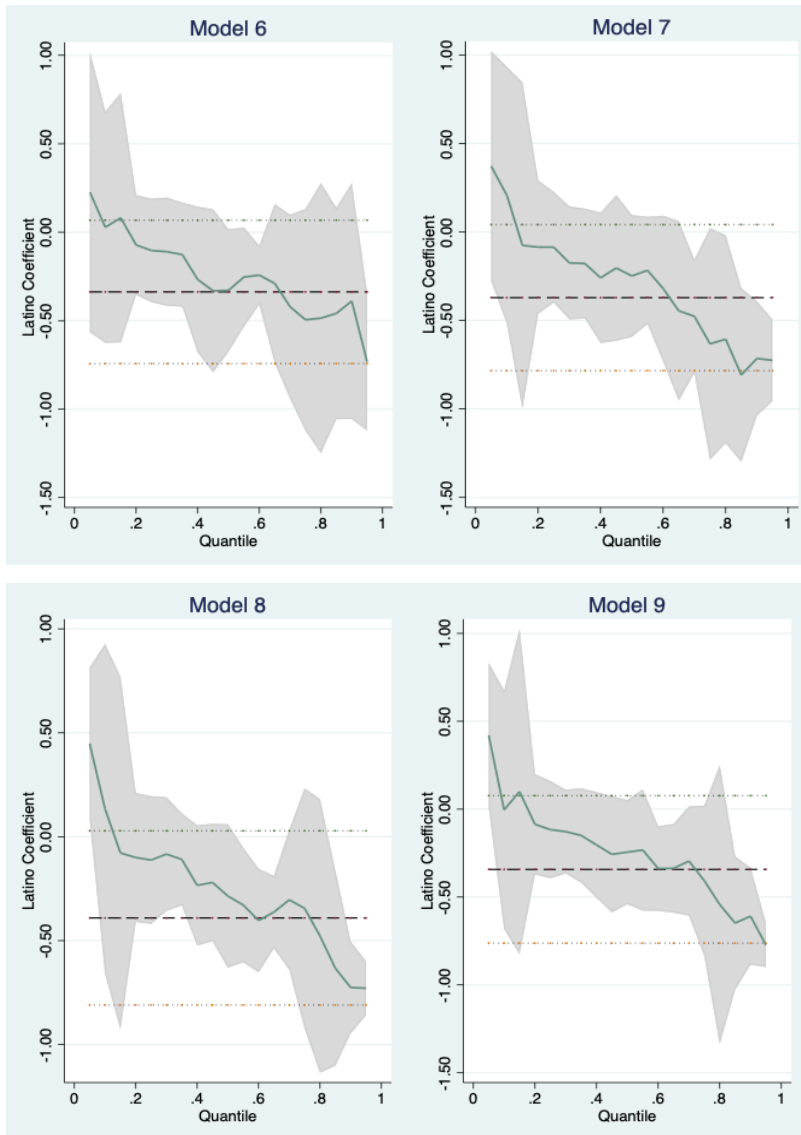 Model 6
Latino Coefficient
1.00
0.50
0.00
-0.50
-1.00
-1.50
0 .2 .4 .6 .8 1
Quantile
Model 7
Latino Coefficient
1.00
0.50
0.00
-0.50
-1.00
-1.50
0 .2 .4 .6 .8 1
Quantile
Model 8
Latino Coefficient
1.00
0.50
0.00
-0.50
-1.00
0 .2 .4 .6 .8 1
Quantile
Model 9
Latino Coefficient
1.00
0.50
0.00
-0.50
-1.00
-1.50
0 .2 .4 .6 .8 1
Quantile